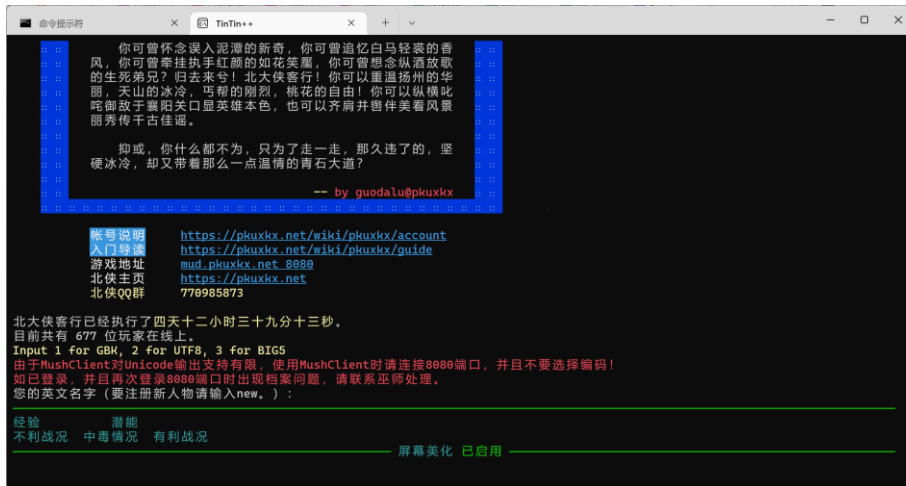 命令提示符
TinTin++
你可曾怀念误入泥潭的新奇，你可曾追忆白马轻裘的香
风，你可曾牵挂执手红颜的如花笑靥，你可曾想念纵酒放歌
的生死弟兄？归去来兮！北大侠客行！你可以重温扬州的华
丽，天山的冰冷，丐帮的刚烈，桃花的自由！你可以纵横叱
咤御敌于襄阳关口显英雄本色，也可以齐肩并辔伴美看风景
丽秀传千古佳谣。
抑或，你什么都不为，只为了走一走，那久违了的，坚
硬冰冷，却又带着那么一点温情的青石大道？
-- by guodalu@pkuxkx
帐号说明 https://pkuxkx.net/wiki/pkuxkx/account
入门导读 https://pkuxkx.net/wiki/pkuxkx/guide
游戏地址 mud.pkuxkx.net 8080
北侠主页 https://pkuxkx.net
北侠QQ群 770985873
北大侠客行已经执行了四天十二小时三十九分十三秒。
目前共有 677 位玩家在线上。
Input 1 for GBK, 2 for UTF8, 3 for BIG5
由于MushClient对Unicode输出支持有限，使用MushClient时请连接8080端口，并且不要选择编码！
如已登录，并且再次登录8080端口时出现档案问题，请联系巫师处理。
您的英文名字（要注册新人物请输入new。）：
经验 潜能
不利战况 中毒情况 有利战况
屏幕美化 已启用